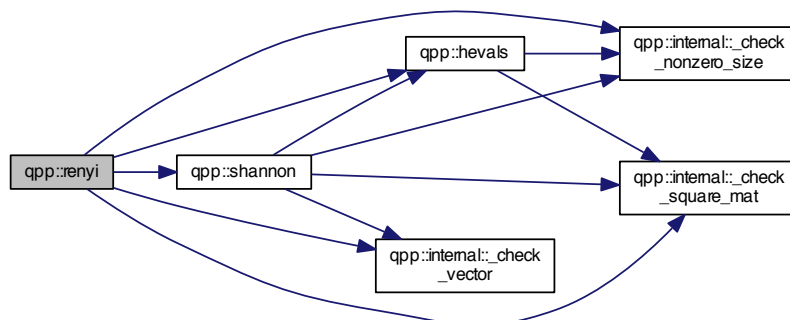 qpp::renyi
qpp::shannon
qpp::hevals
qpp::internal::_check
_vector
qpp::internal::_check
_nonzero_size
qpp::internal::_check
_square_mat